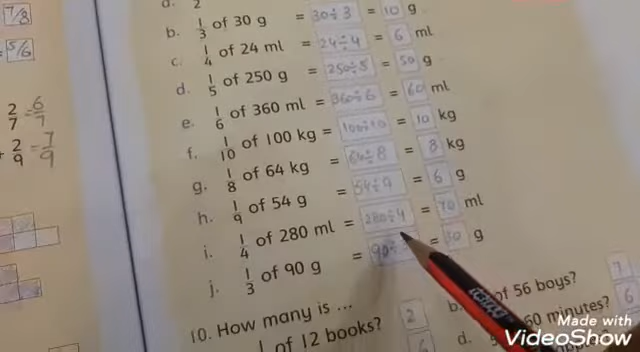 7/8
a. 2
b. 1/3 of 30 g = 30÷3 = 10 g
= 5/6
c. 1/4 of 24 ml = 24÷4 = 6 ml
d. 1/5 of 250 g = 250÷5 = 50 g
2/7 = 6/7
e. 1/6 of 360 ml = 360÷6 = 60 ml
f. 1/10 of 100 kg = 100÷10 = 10 kg
+ 2/9 = 7/9
g. 1/8 of 64 kg = 64÷8 = 8 kg
h. 1/9 of 54 g = 54÷9 = 6 g
i. 1/4 of 280 ml = 280÷4 = 70 ml
j. 1/3 of 90 g = 90÷ = 30 g
10. How many is ...
of 12 books? 2
b. of 56 boys? 7
6
d. 60 minutes? 6
Made with
VideoShow